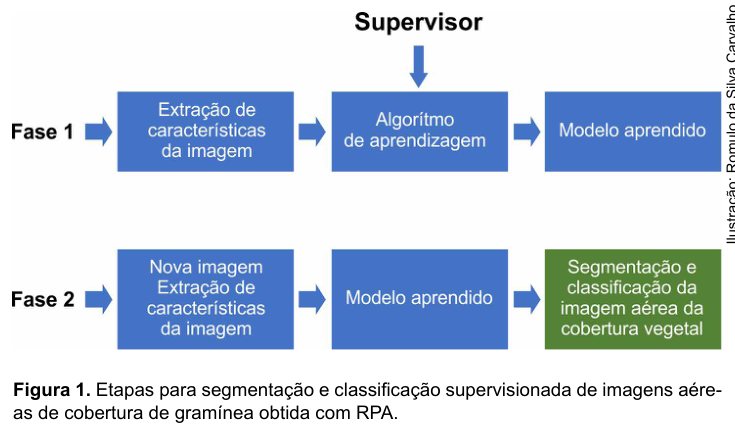 Supervisor
Fase 1
Extração de
características
da imagem
Algorítmo
de aprendizagem
Modelo aprendido
Fase 2
Nova imagem
Extração de
características
da imagem
Modelo aprendido
Segmentação e
classificação da
imagem aérea da
cobertura vegetal
Ilustração: Romulo da Silva Carvalho
Figura 1. Etapas para segmentação e classificação supervisionada de imagens aére-
as de cobertura de gramínea obtida com RPA.